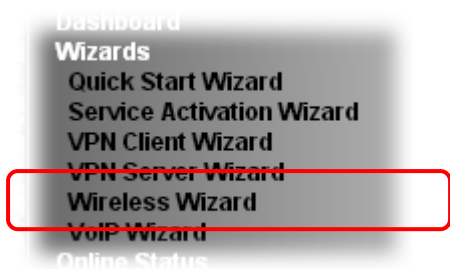 Dashboard
Wizards
Quick Start Wizard
Service Activation Wizard
VPN Client Wizard
VPN Server Wizard
Wireless Wizard
VoIP Wizard
Online Status